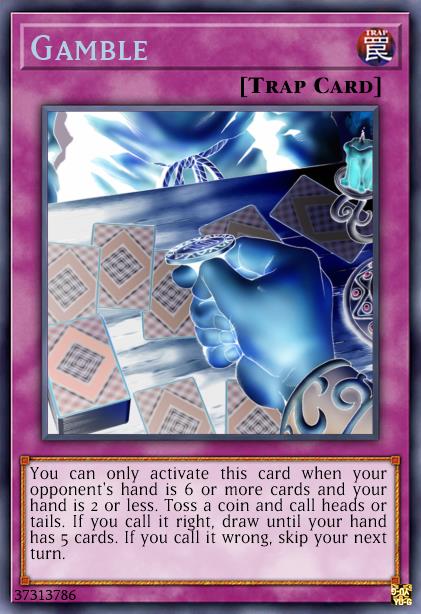 GAMBLE
TRAP
罠
[TRAP CARD]
You can only activate this card when your
opponent's hand is 6 or more cards and your
hand is 2 or less. Toss a coin and call heads or
tails. If you call it right, draw until your hand
has 5 cards. If you call it wrong, skip your next
turn.
37313786